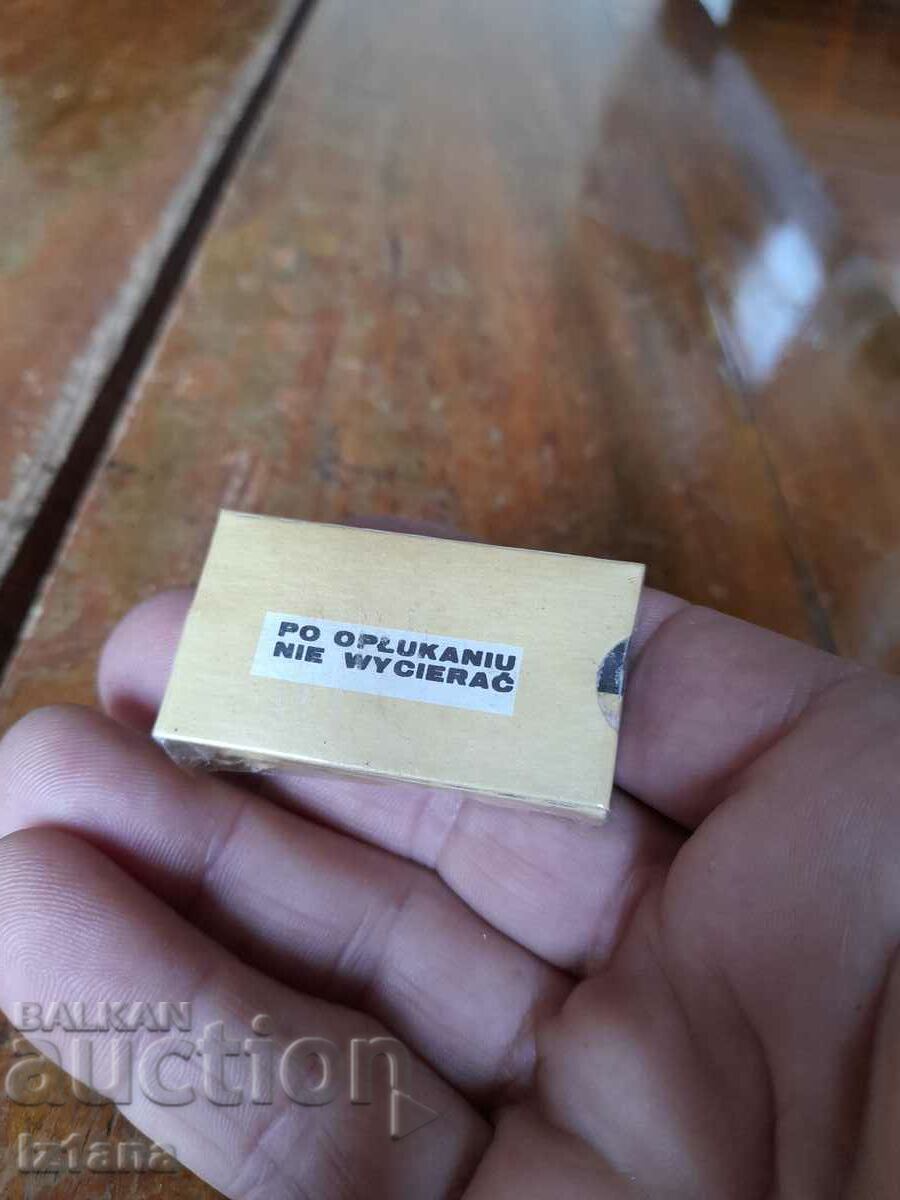 PO OPŁUKANIU
NIE WYCIERAĆ
BALKAN
auction
Iztana